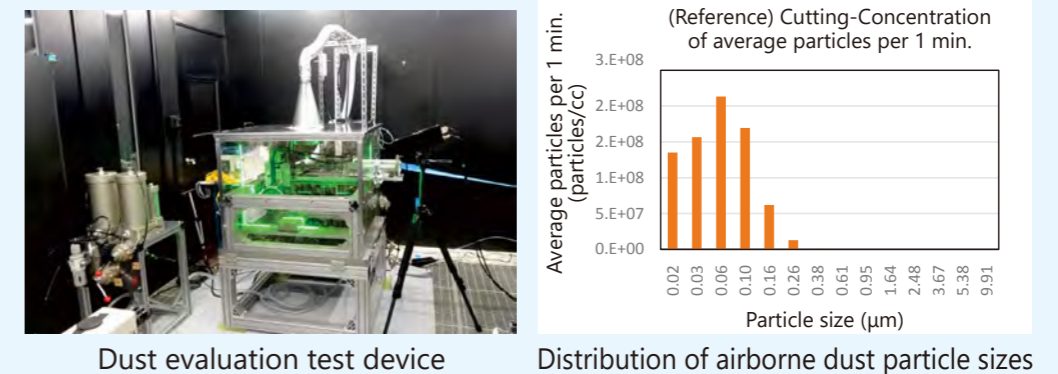 (Reference) Cutting-Concentration
of average particles per 1 min.
Average particles per 1 min.
(particles/cc)
3.E+08
2.E+08
2.E+08
1.E+08
5.E+07
0.E+00
0.02
0.03
0.06
0.10
0.16
0.26
0.38
0.61
0.95
1.64
2.48
3.67
5.38
9.91
Particle size (μm)
Dust evaluation test device
Distribution of airborne dust particle sizes